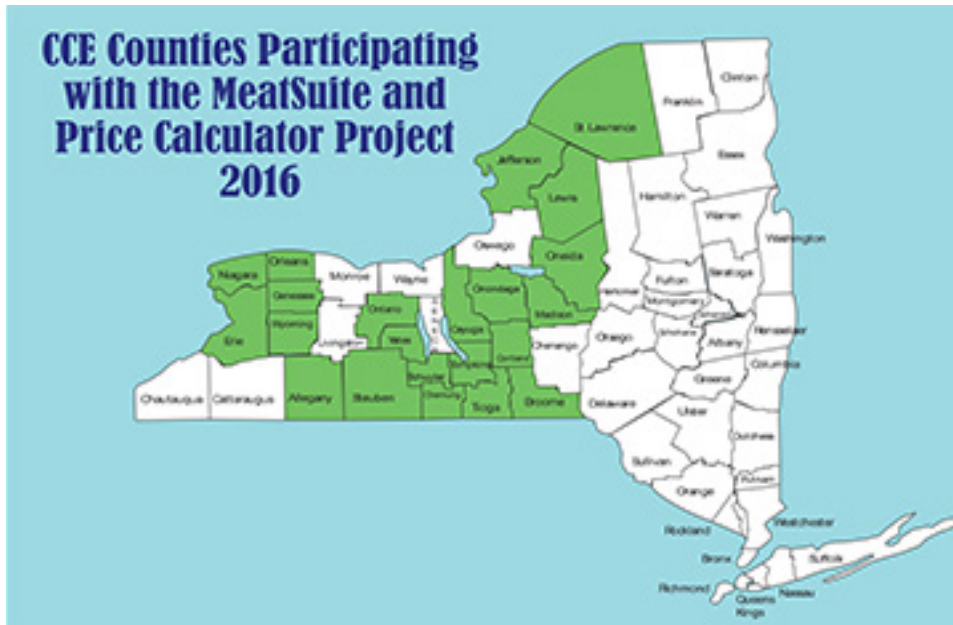 CCE Counties Participating
with the MeatSuite and
Price Calculator Project
2016
Clinton
Franklin
St. Lawrence
Essex
Jefferson
Lewis
Hamilton
Warren
Washington
Oswego
Oneida
Herkimer
Fulton
Saratoga
Niagara
Orleans
Monroe
Wayne
Genesee
Onondaga
Madison
Montgomery
Ontario
Cayuga
Wyoming
Erie
Livingston
Yates
Cortland
Chenango
Otsego
Albany
Rensselaer
Columbia
Greene
Schuyler
Chautauqua
Cattaraugus
Allegany
Steuben
Chemung
Tioga
Broome
Delaware
Ulster
Dutchess
Sullivan
Putnam
Orange
Rockland
Westchester
Bronx
Suffolk
Richmond
Nassau
Queens
Kings